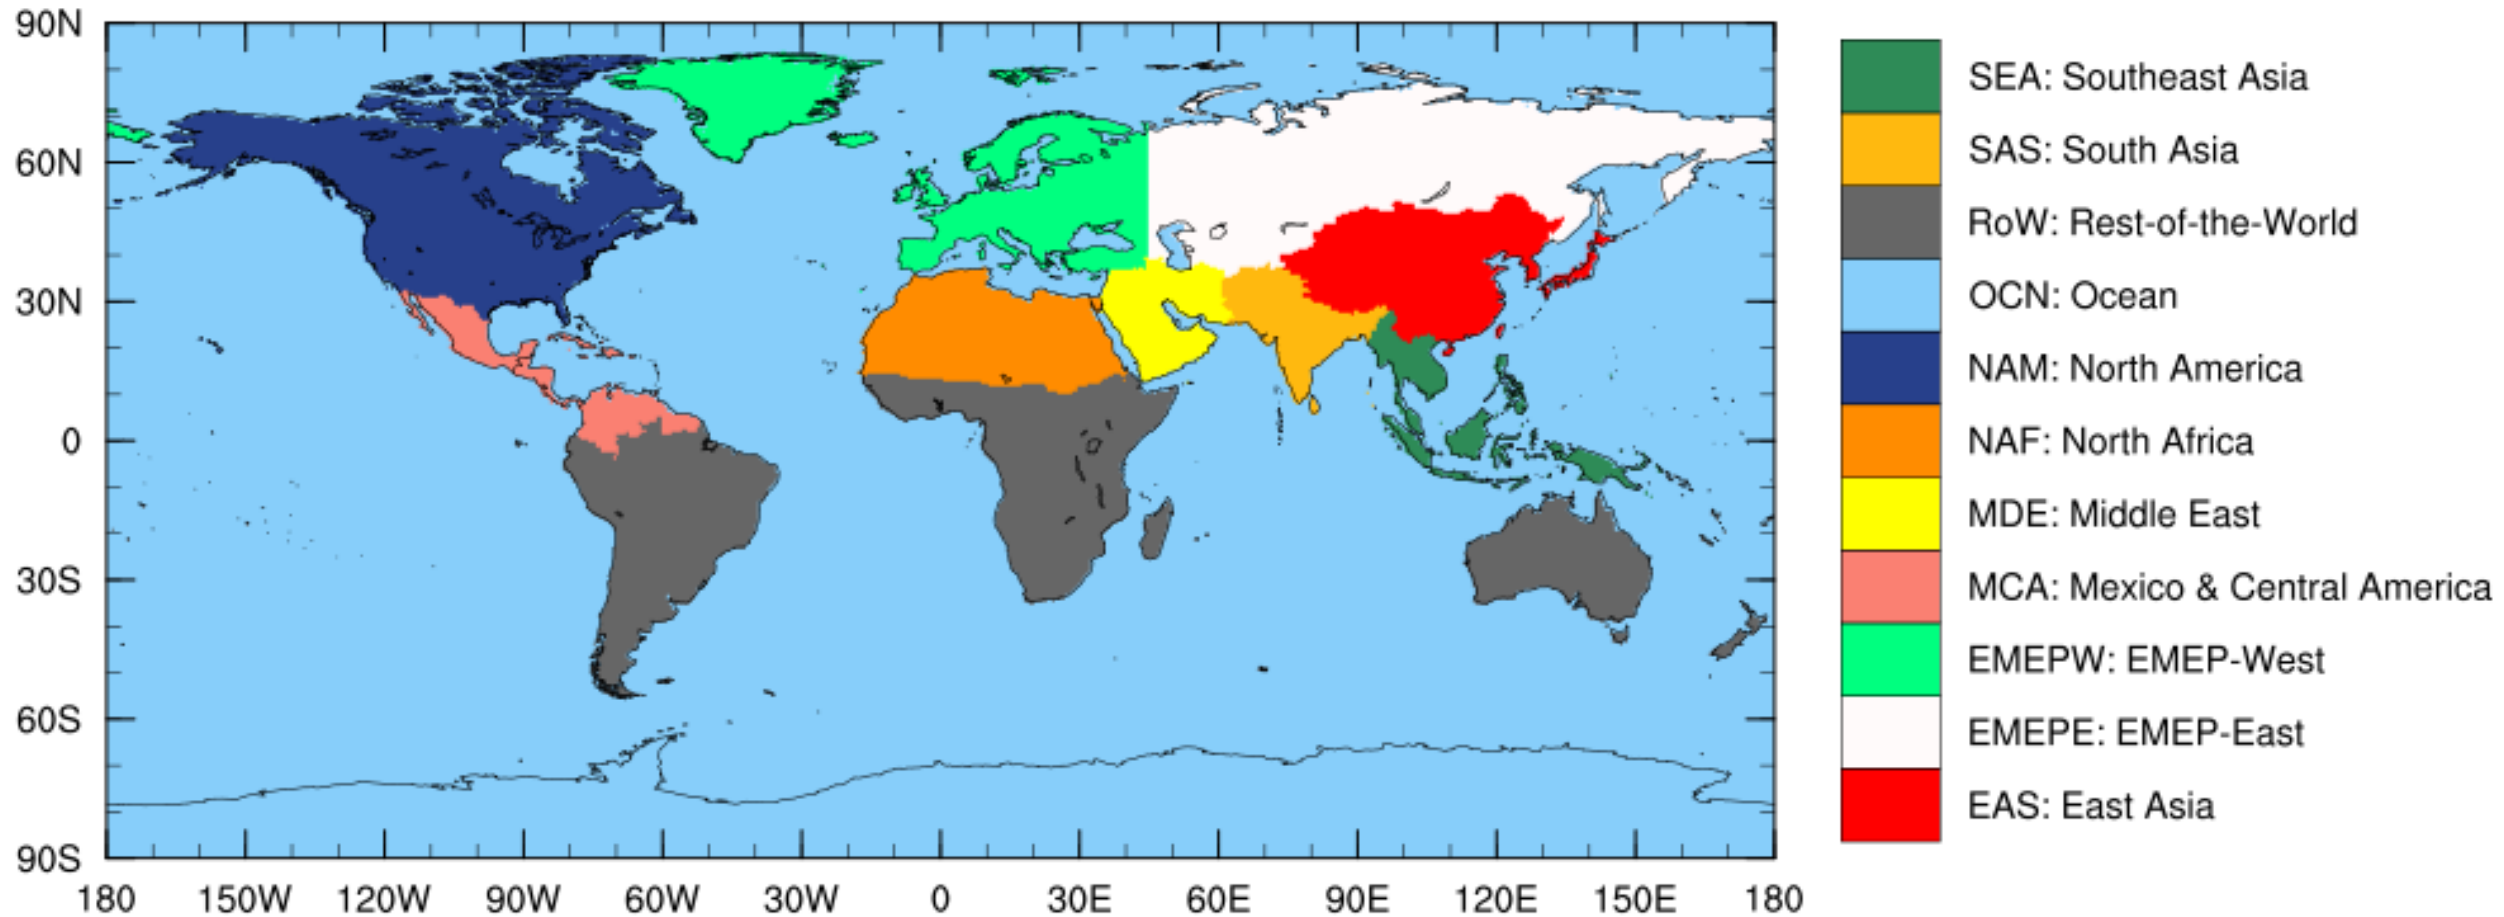 90N
60N
30N
0
30S
60S
90S
180 150W 120W 90W 60W 30W 0 30E 60E 90E 120E 150E 180
SEA: Southeast Asia
SAS: South Asia
RoW: Rest-of-the-World
OCN: Ocean
NAM: North America
NAF: North Africa
MDE: Middle East
MCA: Mexico & Central America
EMEPW: EMEP-West
EMEPE: EMEP-East
EAS: East Asia